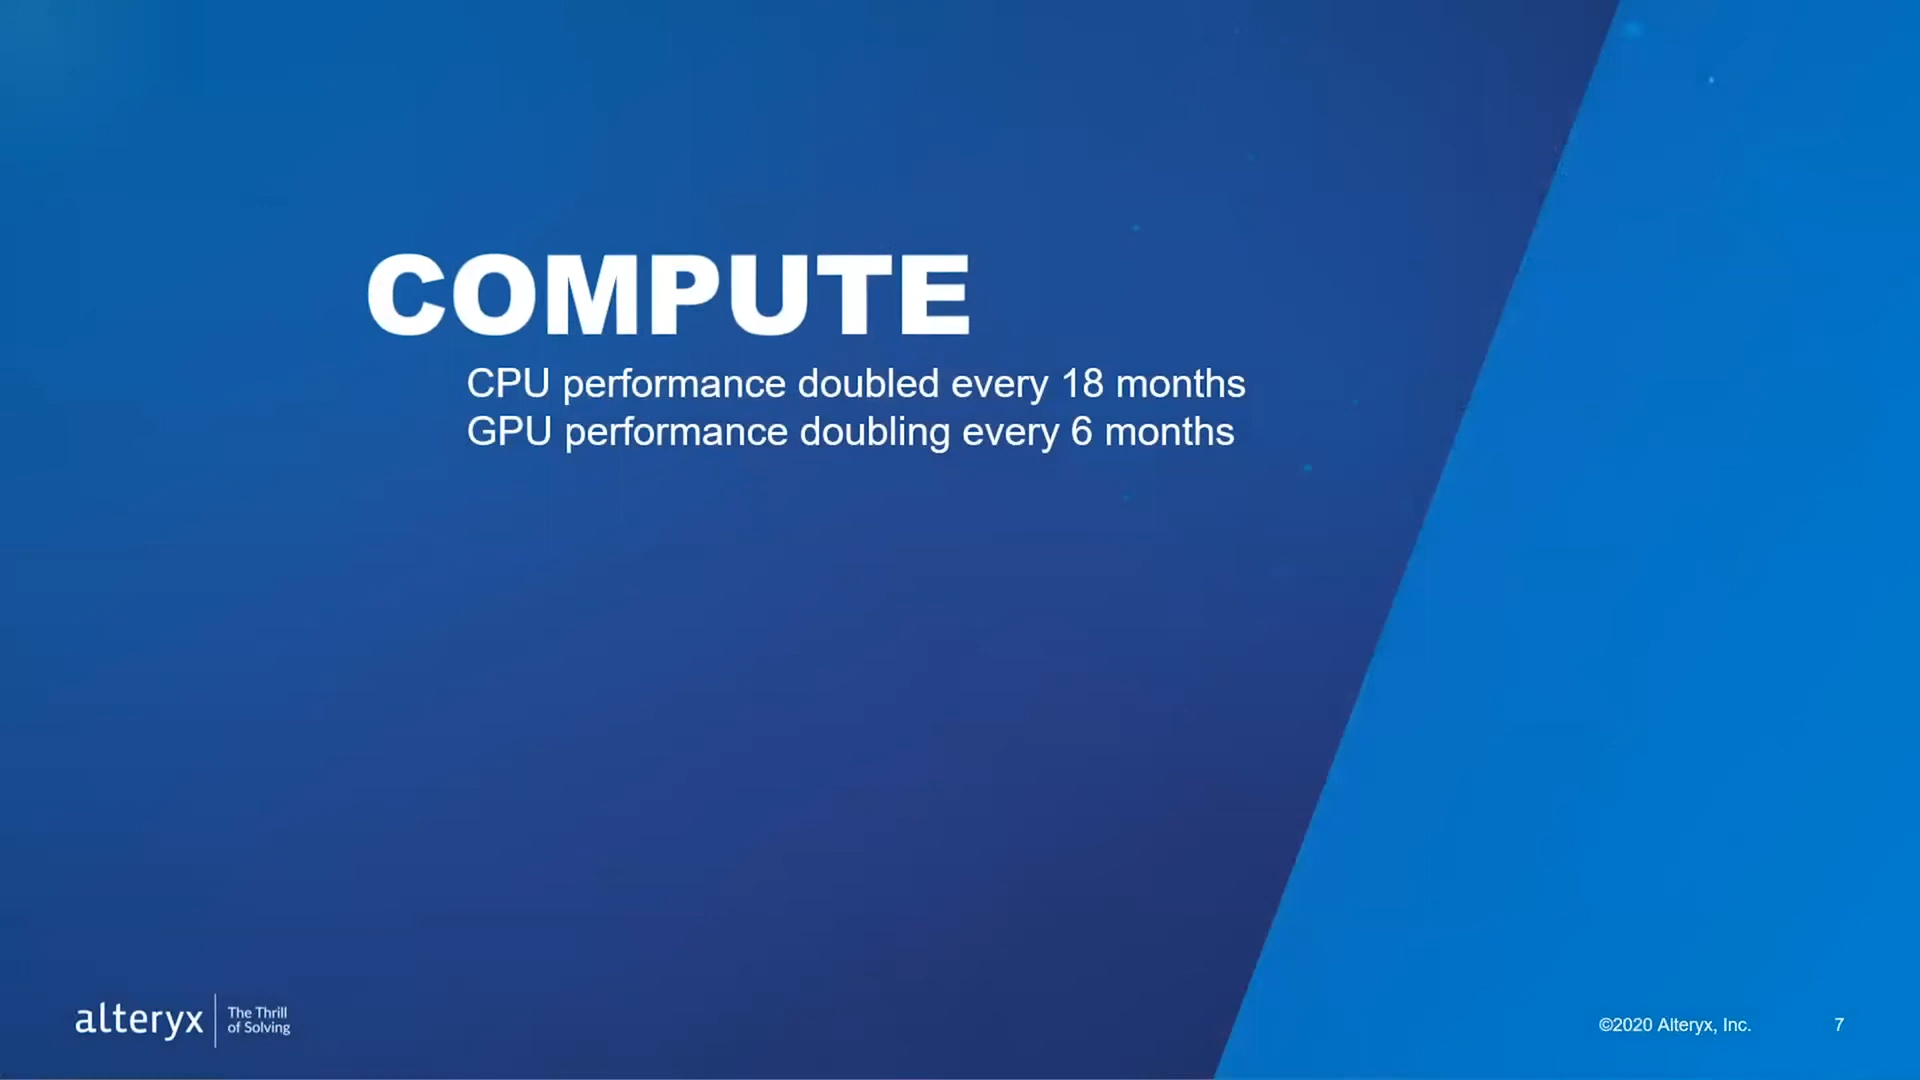 COMPUTE
CPU performance doubled every 18 months
GPU performance doubling every 6 months
alteryx
The Thrill
of Solving
©2020 Alteryx, Inc.
7